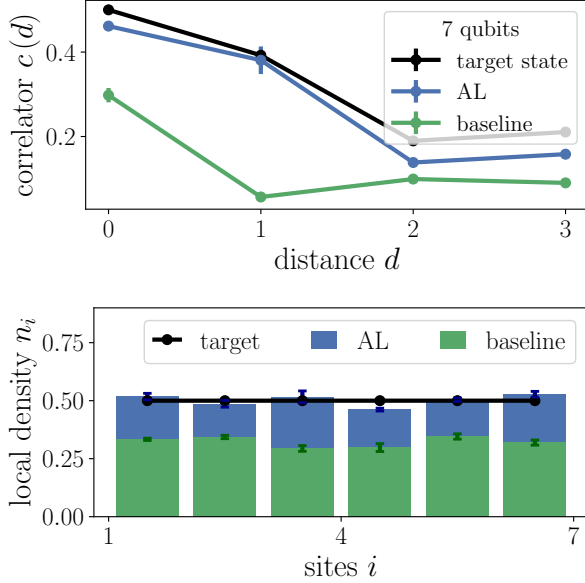 7 qubits
target state
AL
baseline
correlator c (d)
0.4
0.2
0 1 2 3
distance d
target AL baseline
local density n_i
0.75
0.50
0.25
0.00
1 4 7
sites i